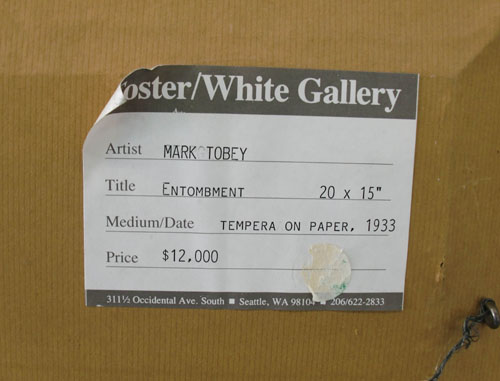 oster/White Gallery
Artist MARK TOBEY
Title ENTOMBMENT 20 x 15"
Medium/Date TEMPERA ON PAPER, 1933
Price $12,000
311½ Occidental Ave. South ■ Seattle, WA 98104 ■ 206/622-2833